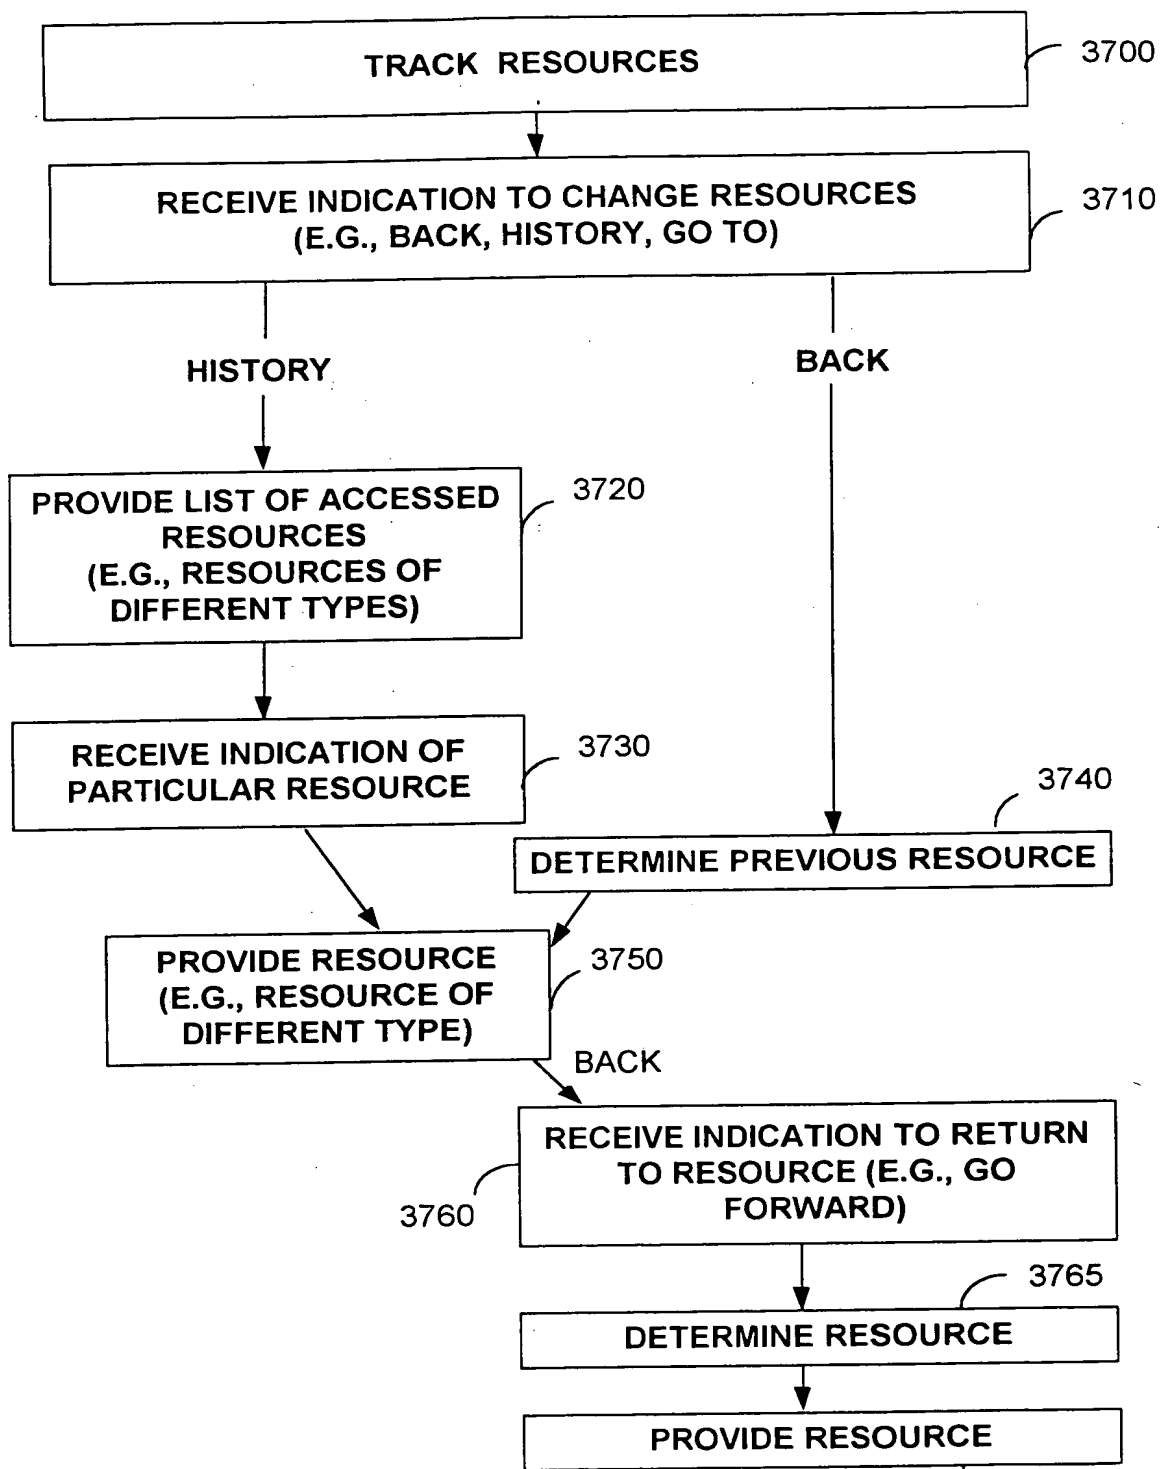 TRACK RESOURCES
3700
RECEIVE INDICATION TO CHANGE RESOURCES
(E.G., BACK, HISTORY, GO TO)
3710
HISTORY
BACK
PROVIDE LIST OF ACCESSED
RESOURCES
(E.G., RESOURCES OF
DIFFERENT TYPES)
3720
RECEIVE INDICATION OF
PARTICULAR RESOURCE
3730
3740
DETERMINE PREVIOUS RESOURCE
PROVIDE RESOURCE
(E.G., RESOURCE OF
DIFFERENT TYPE)
3750
BACK
RECEIVE INDICATION TO RETURN
TO RESOURCE (E.G., GO
FORWARD)
3760
3765
DETERMINE RESOURCE
PROVIDE RESOURCE